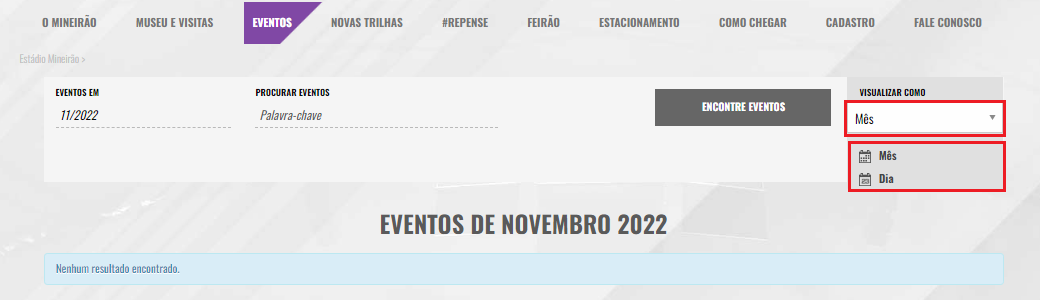 O MINEIRÃO MUSEU E VISITAS EVENTOS NOVAS TRILHAS #REPENSE FEIRÃO ESTACIONAMENTO COMO CHEGAR CADASTRO FALE CONOSCO
Estádio Mineirão >
EVENTOS EM PROCURAR EVENTOS VISUALIZAR COMO
11/2022 Palavra-chave ENCONTRE EVENTOS Mês
Mês
Dia
EVENTOS DE NOVEMBRO 2022
Nenhum resultado encontrado.